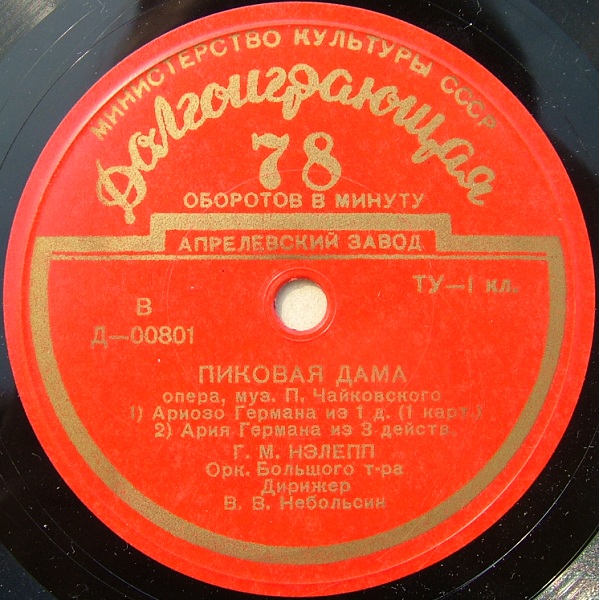 МИНИСТЕРСТВО КУЛЬТУРЫ СССР
Долгоиграющая
78
ОБОРОТОВ В МИНУТУ
АПРЕЛЕВСКИЙ ЗАВОД
В
ТУ—I кл.
Д—00801
ПИКОВАЯ ДАМА
опера, муз. П. Чайковского
1) Ариозо Германа из 1 д. (1 карт.)
2) Ария Германа из 3 действ.
Г. М. НЭЛЕПП
Орк. Большого т-ра
Дирижер
В. В. Небольсин